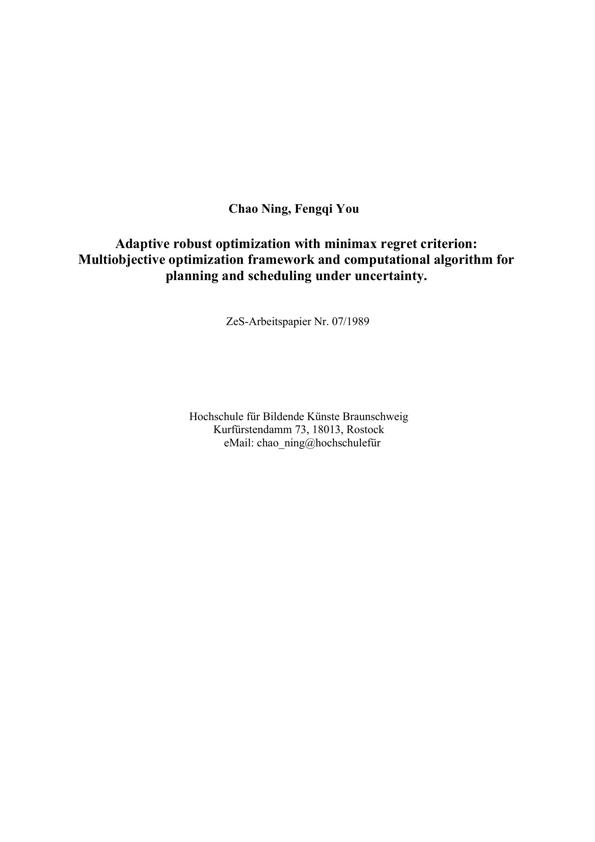 Chao Ning, Fengqi You
Adaptive robust optimization with minimax regret criterion:
Multiobjective optimization framework and computational algorithm for
planning and scheduling under uncertainty.
ZeS-Arbeitspapier Nr. 07/1989
Hochschule für Bildende Künste Braunschweig
Kurfürstendamm 73, 18013, Rostock
eMail: chao_ning@hochschulefür